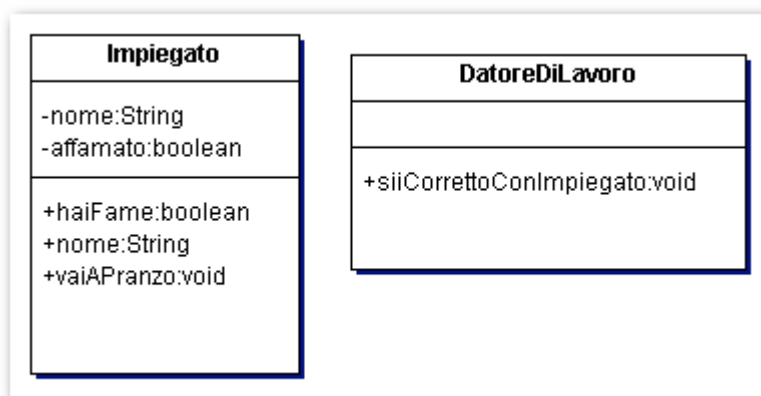 Impiegato
-nome:String
-affamato:boolean
+haiFame:boolean
+nome:String
+vaiAPranzo:void
DatoreDiLavoro
+siiCorrettoConImpiegato:void